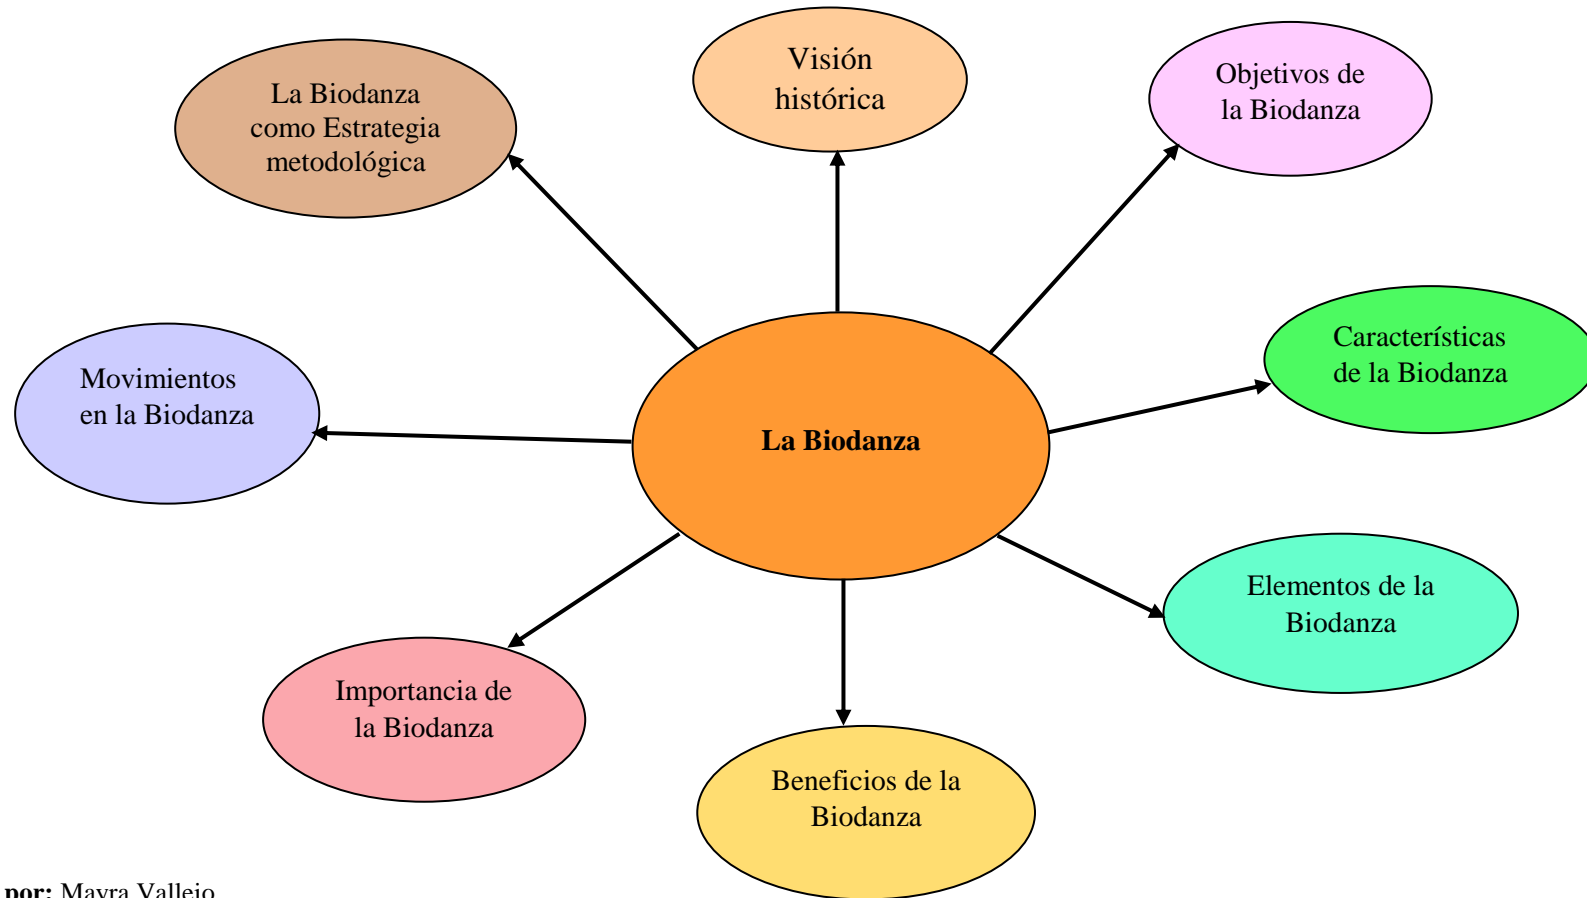 Visión
histórica
Objetivos de
la Biodanza
La Biodanza
como Estrategia
metodológica
Características
de la Biodanza
Movimientos
en la Biodanza
La Biodanza
Elementos de la
Biodanza
Importancia de
la Biodanza
Beneficios de la
Biodanza
por: Mayra Vallejo